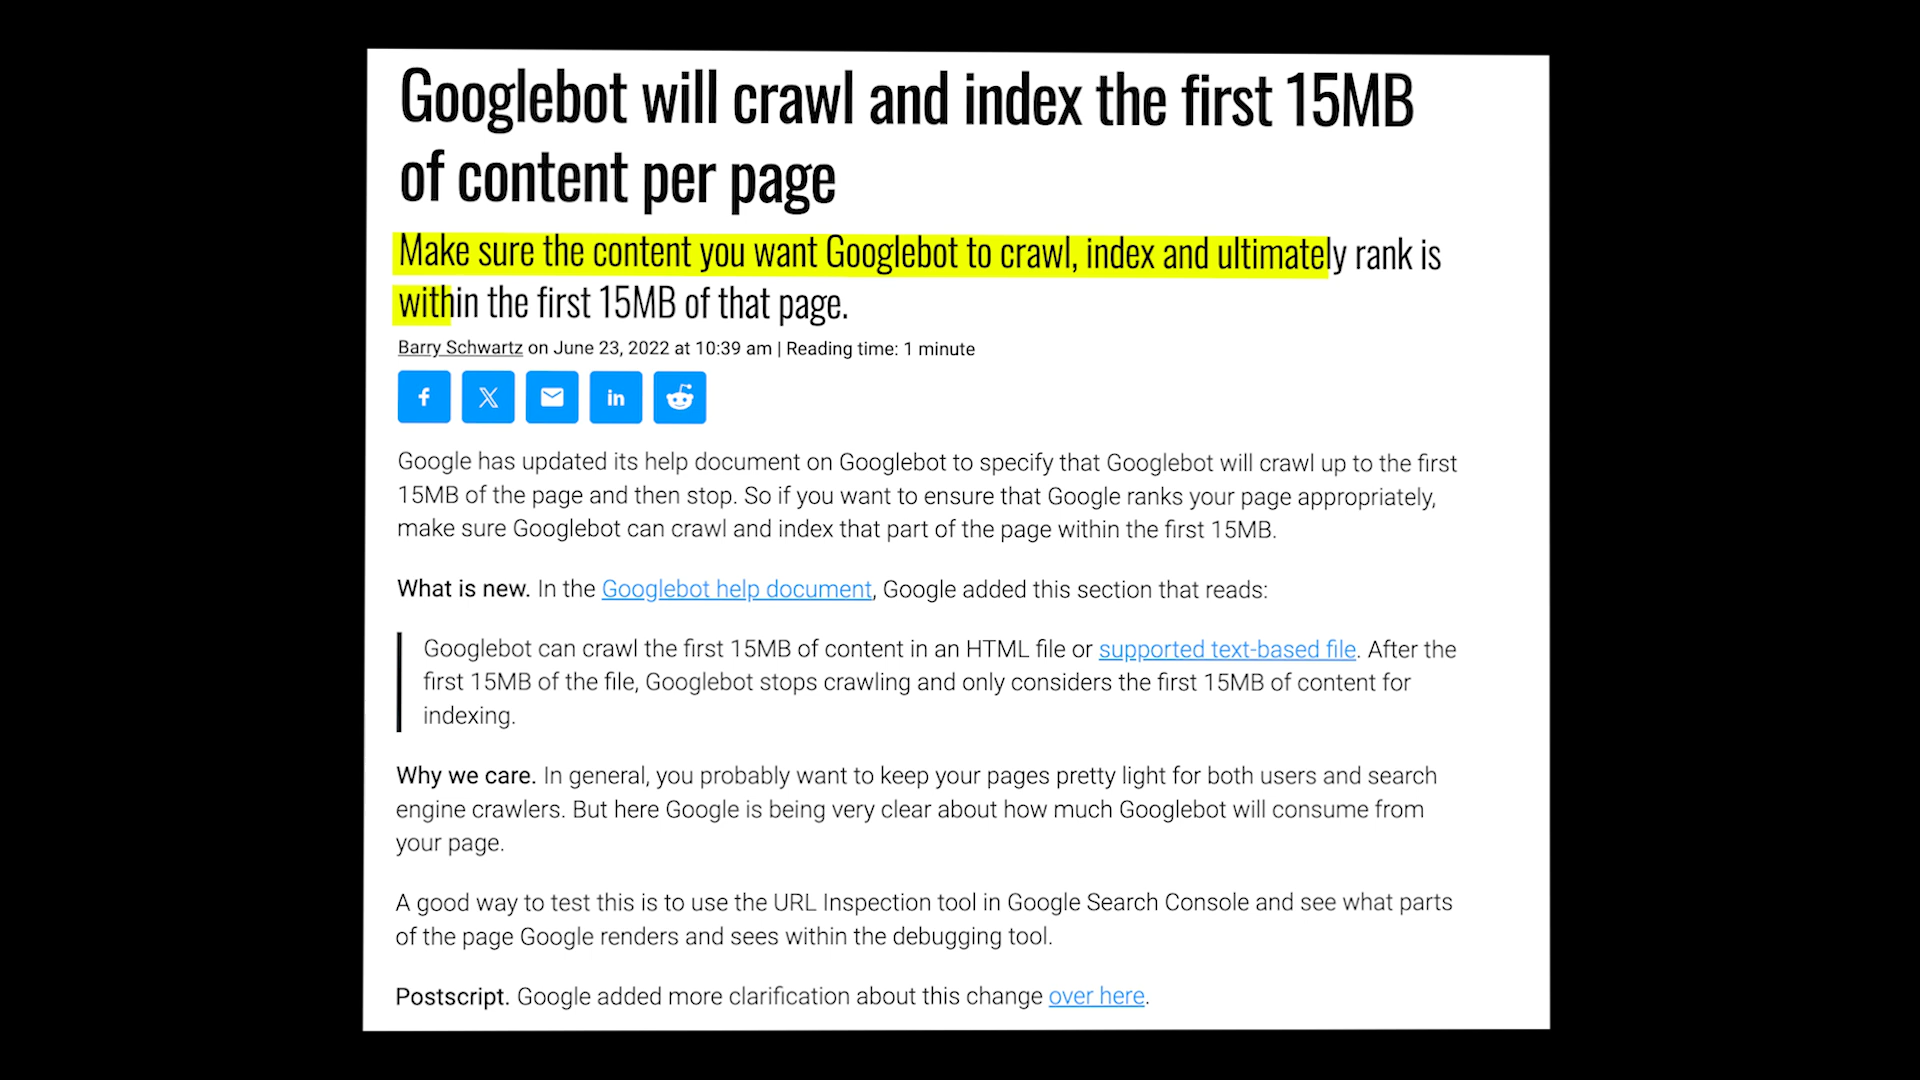 Googlebot will crawl and index the first 15MB
of content per page
Make sure the content you want Googlebot to crawl, index and ultimately rank is
within the first 15MB of that page.
Barry Schwartz on June 23, 2022 at 10:39 am | Reading time: 1 minute
Google has updated its help document on Googlebot to specify that Googlebot will crawl up to the first
15MB of the page and then stop. So if you want to ensure that Google ranks your page appropriately,
make sure Googlebot can crawl and index that part of the page within the first 15MB.
What is new. In the Googlebot help document, Google added this section that reads:
Googlebot can crawl the first 15MB of content in an HTML file or supported text-based file. After the
first 15MB of the file, Googlebot stops crawling and only considers the first 15MB of content for
indexing.
Why we care. In general, you probably want to keep your pages pretty light for both users and search
engine crawlers. But here Google is being very clear about how much Googlebot will consume from
your page.
A good way to test this is to use the URL Inspection tool in Google Search Console and see what parts
of the page Google renders and sees within the debugging tool.
Postscript. Google added more clarification about this change over here.